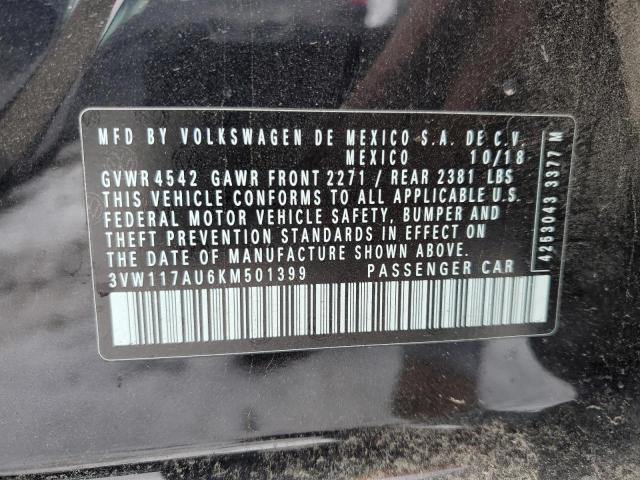 MFD BY VOLKSWAGEN DE MEXICO S.A. DE C.V.
MEXICO 10/18
GVWR 4542 GAWR FRONT 2271 / REAR 2381 LBS
THIS VEHICLE CONFORMS TO ALL APPLICABLE U.S.
FEDERAL MOTOR VEHICLE SAFETY, BUMPER AND
THEFT PREVENTION STANDARDS IN EFFECT ON
THE DATE OF MANUFACTURE SHOWN ABOVE.
3VW117AU6KM501399 PASSENGER CAR
4263043 3377 M